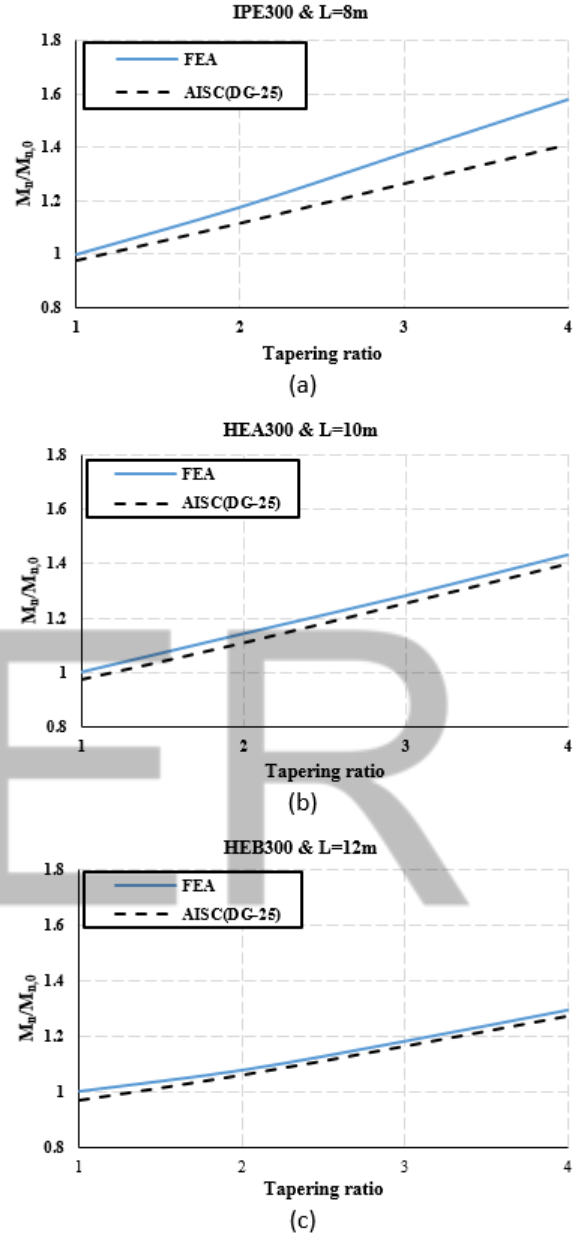 IPE300 & L=8m
1.8
FEA
AISC(DG-25)
1.6
1.4
1.2
1
0.8
Mn/Mn,0
1 2 3 4
Tapering ratio
(a)
HEA300 & L=10m
1.8
FEA
AISC(DG-25)
1.6
1.4
1.2
1
0.8
Mn/Mn,0
1 2 3 4
Tapering ratio
(b)
HEB300 & L=12m
1.8
FEA
AISC(DG-25)
1.6
1.4
1.2
1
0.8
Mn/Mn,0
1 2 3 4
Tapering ratio
(c)
ER